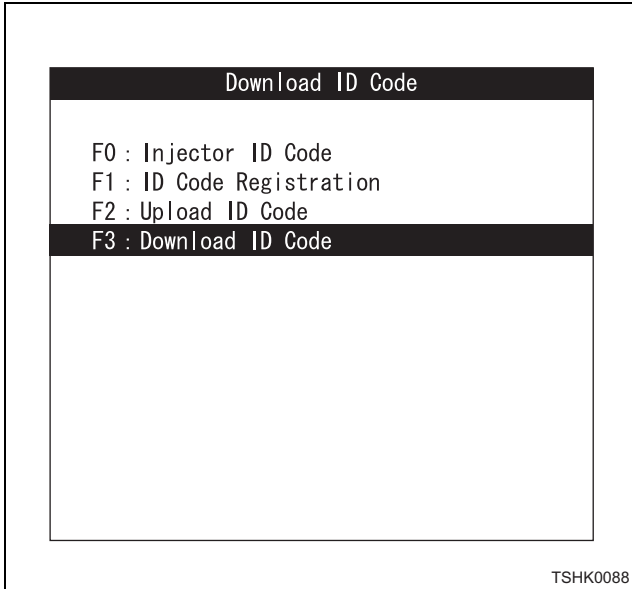 Download ID Code
F0 : Injector ID Code
F1 : ID Code Registration
F2 : Upload ID Code
F3 : Download ID Code
TSHK0088